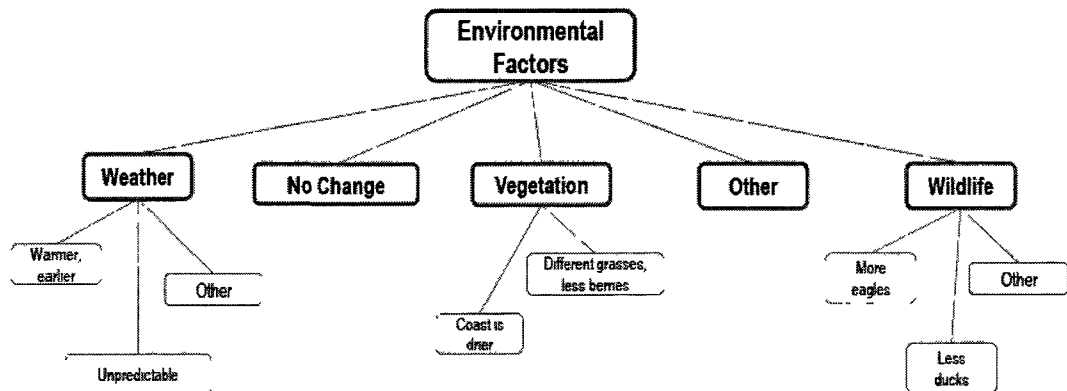 Environmental
Factors
Weather
No Change
Vegetation
Other
Wildlife
Warmer,
earlier
Other
Unpredictable
Different grasses,
less berries
Coast is
drier
More
eagles
Other
Less
ducks